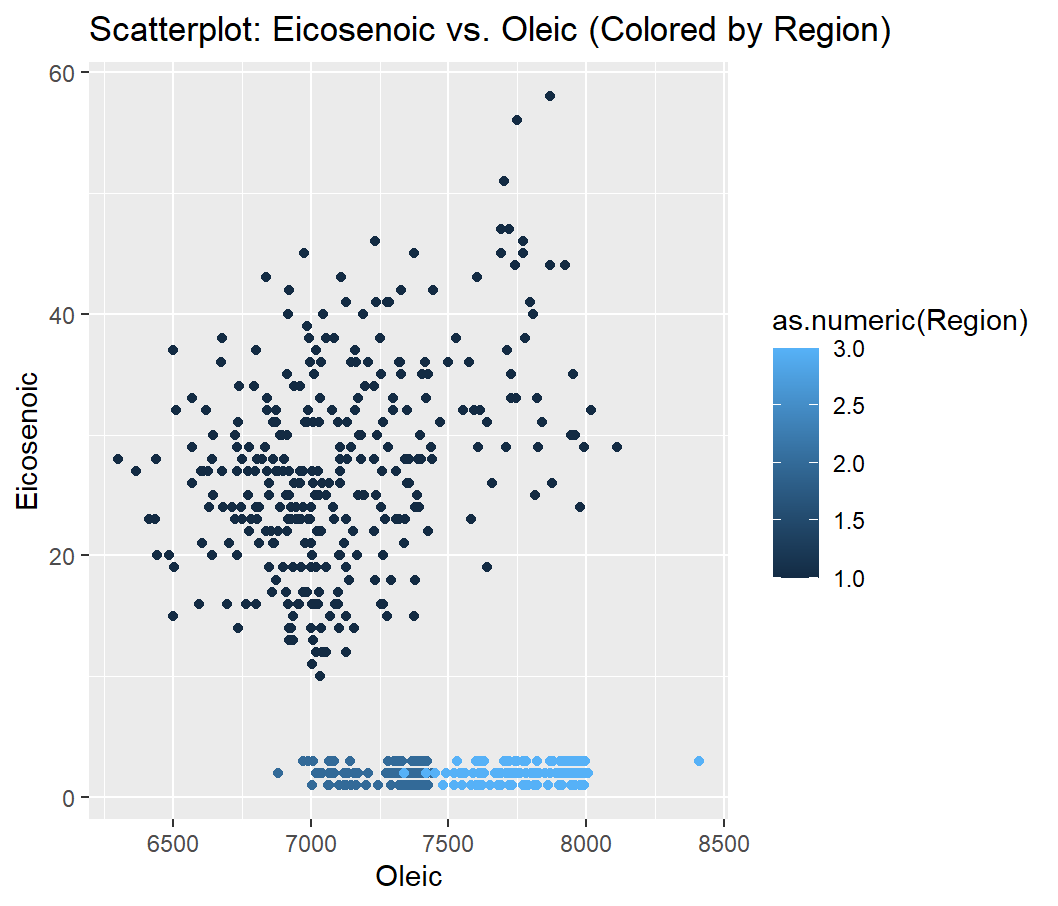 Scatterplot: Eicosenoic vs. Oleic (Colored by Region)
60
40
20
0
Eicosenoic
6500 7000 7500 8000 8500
Oleic
as.numeric(Region)
3.0
2.5
2.0
1.5
1.0